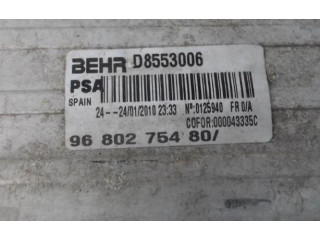 BEHR D8553006
PSA
SPAIN 24--24/01/2010 23:33 Nº:0125940 FR 0/A
COFOR:000043335C
96 802 754 80/